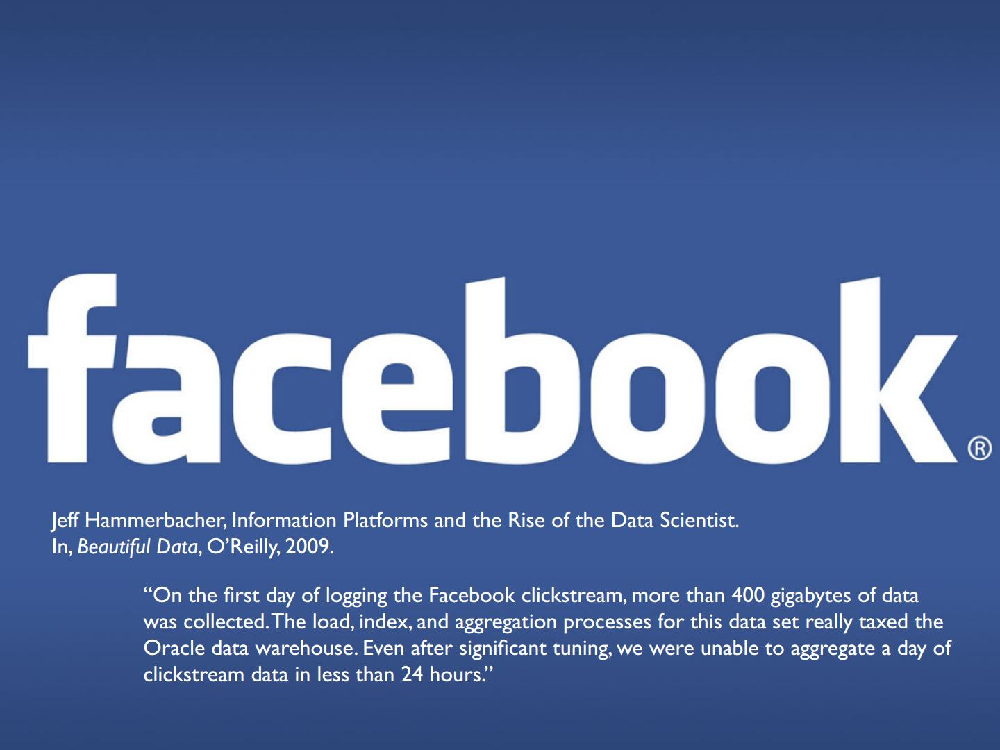 facebook®
Jeff Hammerbacher, Information Platforms and the Rise of the Data Scientist.
In, Beautiful Data, O’Reilly, 2009.
“On the first day of logging the Facebook clickstream, more than 400 gigabytes of data
was collected. The load, index, and aggregation processes for this data set really taxed the
Oracle data warehouse. Even after significant tuning, we were unable to aggregate a day of
clickstream data in less than 24 hours.”